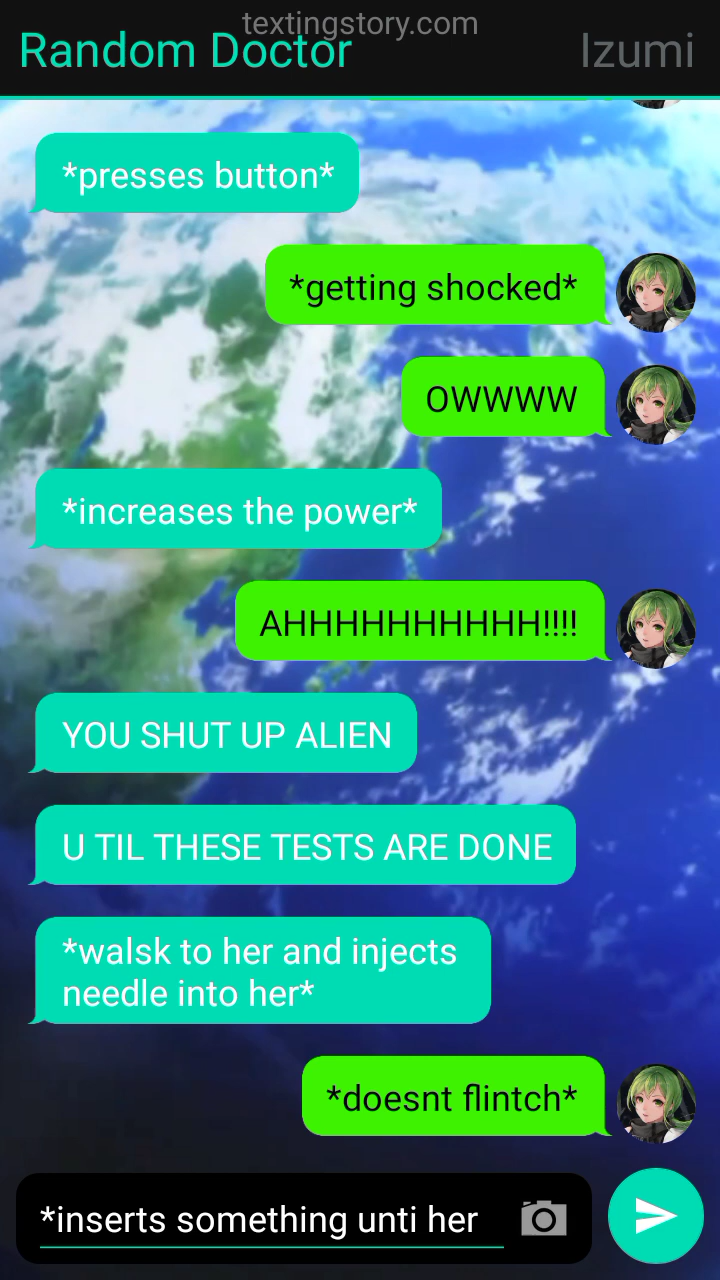 textingstory.com
Random Doctor Izumi
*presses button*
*getting shocked*
OWWWW
*increases the power*
AHHHHHHHHHHH!!!!
YOU SHUT UP ALIEN
U TIL THESE TESTS ARE DONE
*walsk to her and injects
needle into her*
*doesnt flintch*
*inserts something unti her